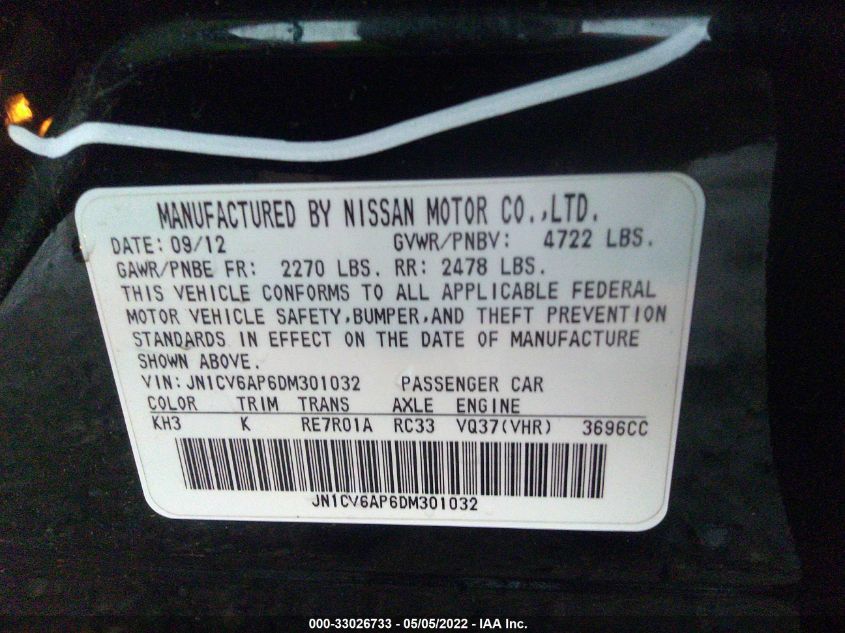 MANUFACTURED BY NISSAN MOTOR CO.,LTD.
DATE: 09/12 GVWR/PNBV: 4722 LBS.
GAWR/PNBE FR: 2270 LBS. RR: 2478 LBS.
THIS VEHICLE CONFORMS TO ALL APPLICABLE FEDERAL
MOTOR VEHICLE SAFETY,BUMPER,AND THEFT PREVENTION
STANDARDS IN EFFECT ON THE DATE OF MANUFACTURE
SHOWN ABOVE.
VIN: JN1CV6AP6DM301032 PASSENGER CAR
COLOR TRIM TRANS AXLE ENGINE
KH3 K RE7R01A RC33 VQ37(VHR) 3696CC
JN1CV6AP6DM301032
000-33026733 - 05/05/2022 - IAA Inc.